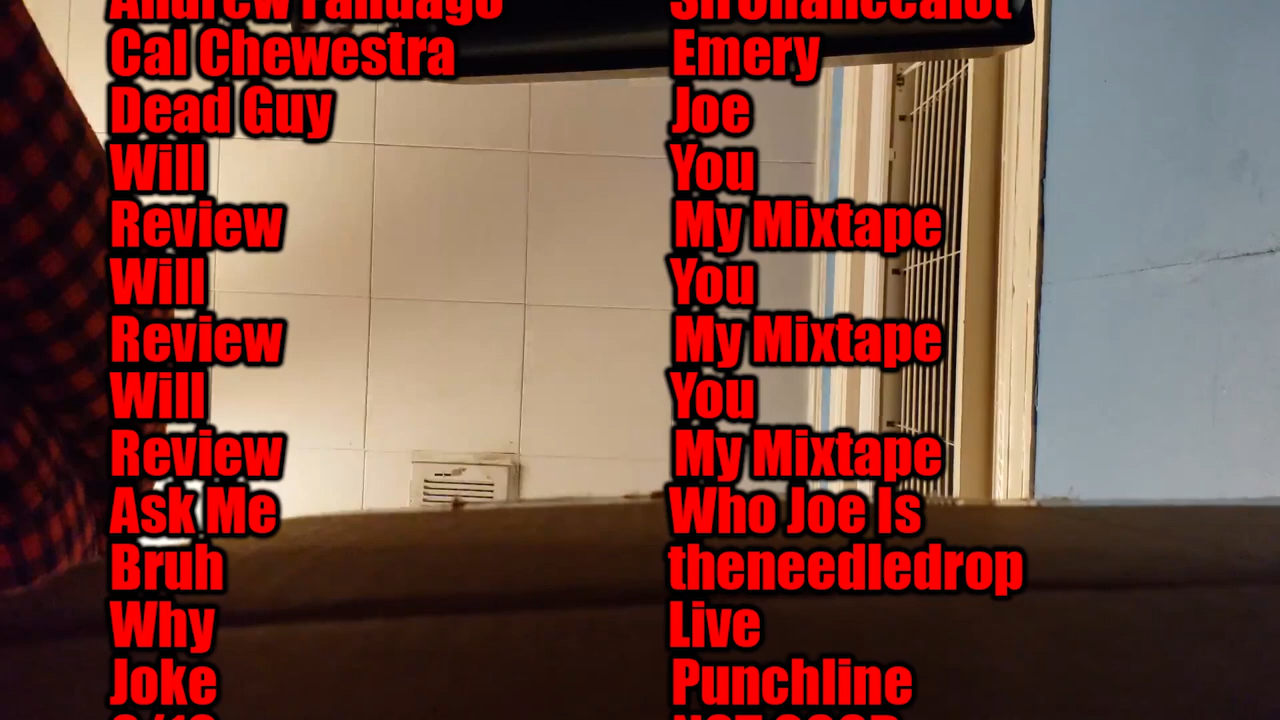 Cal Chewestra Emery
Dead Guy Joe
Will You
Review My Mixtape
Will You
Review My Mixtape
Will You
Review My Mixtape
Ask Me Who Joe Is
Bruh theneedledrop
Why Live
Joke Punchline